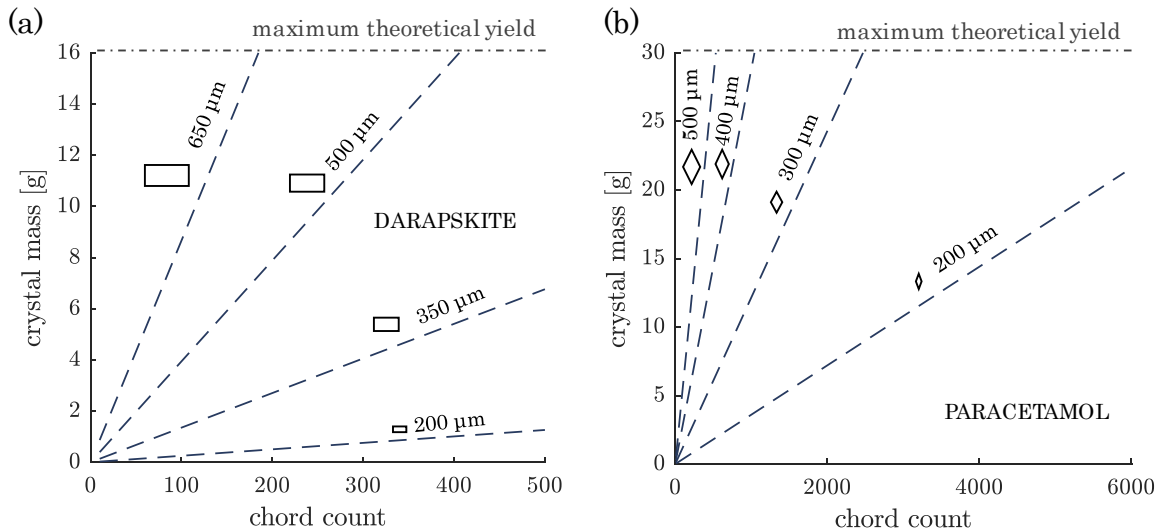 (a)
maximum theoretical yield
16
14
12
10
8
6
4
2
0
crystal mass [g]
650 µm
500 µm
DARAPSKITE
350 µm
200 µm
0 100 200 300 400 500
chord count
(b)
maximum theoretical yield
30
25
20
15
10
5
0
crystal mass [g]
500 µm
400 µm
300 µm
200 µm
PARACETAMOL
0 2000 4000 6000
chord count